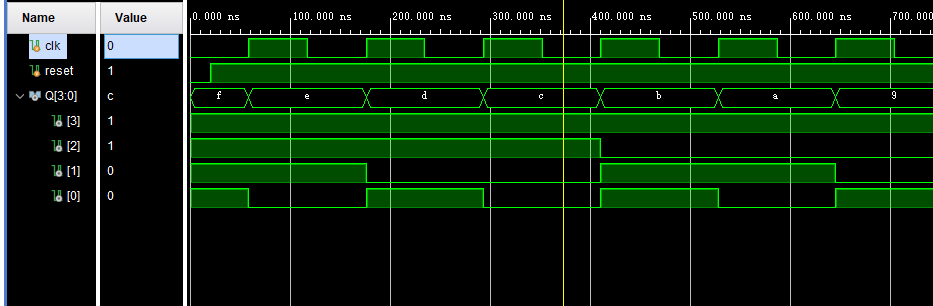 Name Value 0.000 ns 100.000 ns 200.000 ns 300.000 ns 400.000 ns 500.000 ns 600.000 ns 700.000
clk 0
reset 1
Q[3:0] c f e d c b a 9
[3] 1
[2] 1
[1] 0
[0] 0